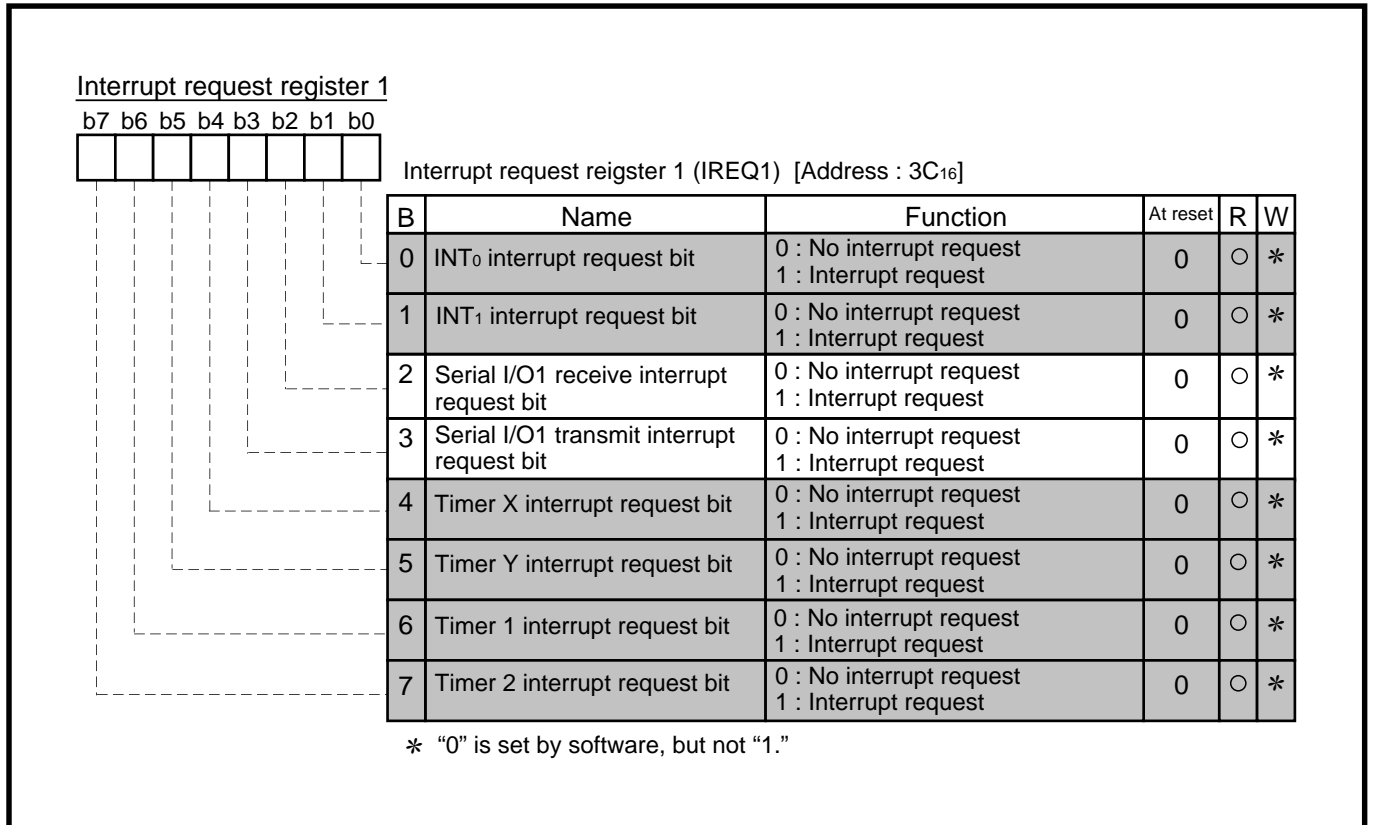 Interrupt request register 1
b7 b6 b5 b4 b3 b2 b1 b0
Interrupt request reigster 1 (IREQ1) [Address : 3C16]
B Name Function At reset R W
0 INT0 interrupt request bit 0 : No interrupt request 0 ○ *
1 : Interrupt request
1 INT1 interrupt request bit 0 : No interrupt request 0 ○ *
1 : Interrupt request
2 Serial I/O1 receive interrupt 0 : No interrupt request 0 ○ *
request bit 1 : Interrupt request
3 Serial I/O1 transmit interrupt 0 : No interrupt request 0 ○ *
request bit 1 : Interrupt request
4 Timer X interrupt request bit 0 : No interrupt request 0 ○ *
1 : Interrupt request
5 Timer Y interrupt request bit 0 : No interrupt request 0 ○ *
1 : Interrupt request
6 Timer 1 interrupt request bit 0 : No interrupt request 0 ○ *
1 : Interrupt request
7 Timer 2 interrupt request bit 0 : No interrupt request 0 ○ *
1 : Interrupt request
* “0” is set by software, but not “1.”